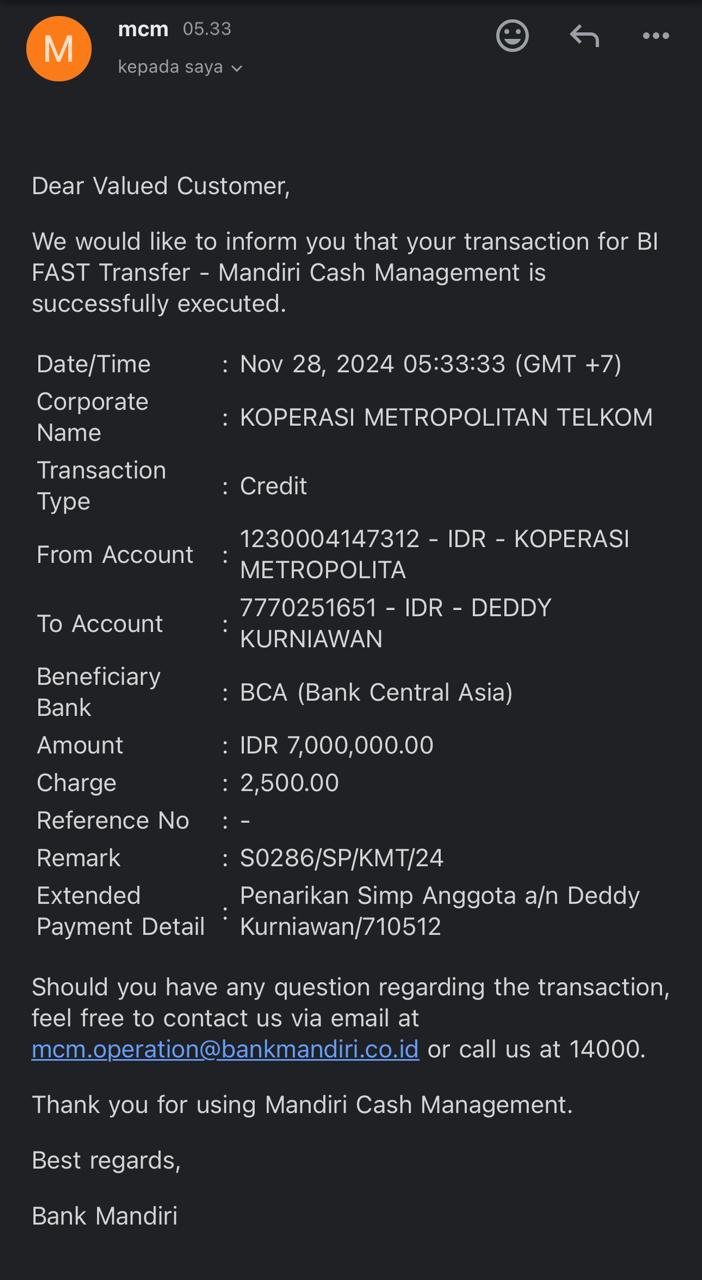 M
mcm 05.33
kepada saya
Dear Valued Customer,
We would like to inform you that your transaction for BI
FAST Transfer - Mandiri Cash Management is
successfully executed.
Date/Time : Nov 28, 2024 05:33:33 (GMT +7)
Corporate
Name : KOPERASI METROPOLITAN TELKOM
Transaction
Type : Credit
From Account : 1230004147312 - IDR - KOPERASI
METROPOLITA
To Account : 7770251651 - IDR - DEDDY
KURNIAWAN
Beneficiary
Bank : BCA (Bank Central Asia)
Amount : IDR 7,000,000.00
Charge : 2,500.00
Reference No : -
Remark : S0286/SP/KMT/24
Extended
Payment Detail : Penarikan Simp Anggota a/n Deddy
Kurniawan/710512
Should you have any question regarding the transaction,
feel free to contact us via email at
mcm.operation@bankmandiri.co.id or call us at 14000.
Thank you for using Mandiri Cash Management.
Best regards,
Bank Mandiri